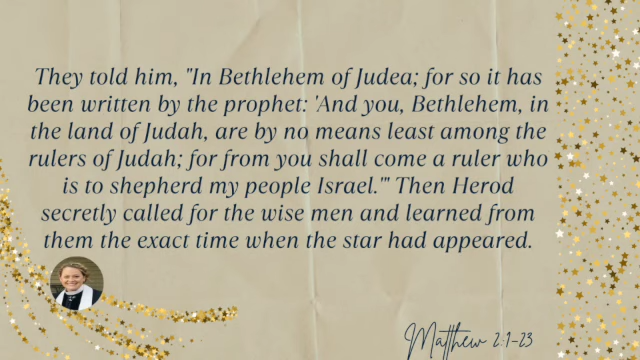 They told him, "In Bethlehem of Judea; for so it has
been written by the prophet: 'And you, Bethlehem, in
the land of Judah, are by no means least among the
rulers of Judah; for from you shall come a ruler who
is to shepherd my people Israel.'" Then Herod
secretly called for the wise men and learned from
them the exact time when the star had appeared.
Matthew 2:1-23